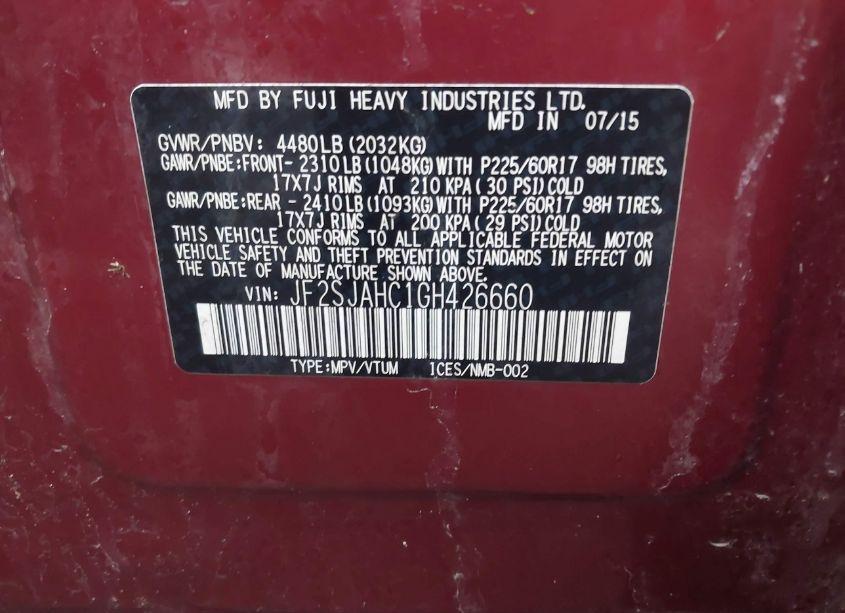 MFD BY FUJI HEAVY INDUSTRIES LTD.
MFD IN 07/15
GVWR/PNBV: 4480LB(2032KG)
GAWR/PNBE:FRONT- 2310LB(1048KG)WITH P225/60R17 98H TIRES,
17X7J RIMS AT 210KPA(30 PSI)COLD
GAWR/PNBE:REAR - 2410LB(1093KG)WITH P225/60R17 98H TIRES,
17X7J RIMS AT 200KPA(29 PSI)COLD
THIS VEHICLE CONFORMS TO ALL APPLICABLE FEDERAL MOTOR
VEHICLE SAFETY AND THEFT PREVENTION STANDARDS IN EFFECT ON
THE DATE OF MANUFACTURE SHOWN ABOVE.
VIN: JF2SJAHC1GH426660
TYPE:MPV/VTUM ICES/NMB-002